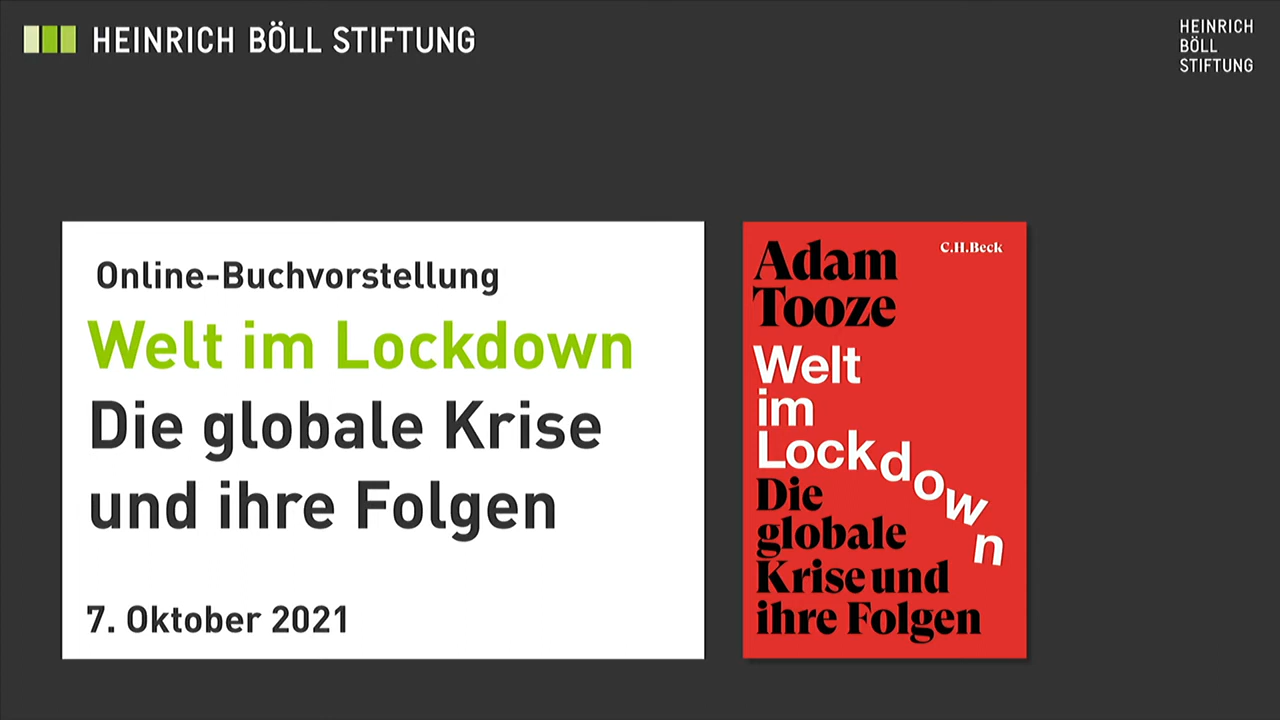 HEINRICH BÖLL STIFTUNG
HEINRICH
BÖLL
STIFTUNG
Online-Buchvorstellung
Welt im Lockdown
Die globale Krise
und ihre Folgen
7. Oktober 2021
C.H.Beck
Adam
Tooze
Welt
im
Lockdown
Die
globale
Krise und
ihre Folgen